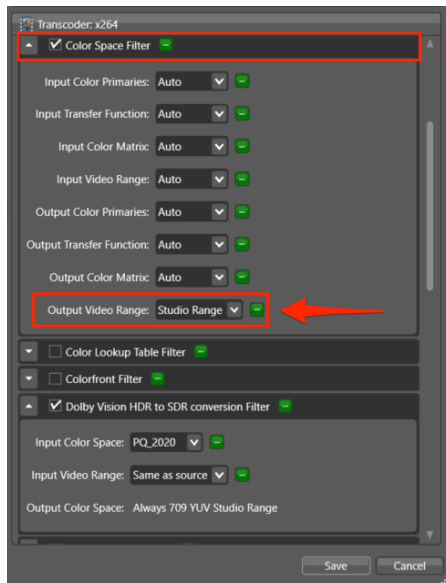 Transcoder: x264
Color Space Filter
Input Color Primaries: Auto
Input Transfer Function: Auto
Input Color Matrix: Auto
Input Video Range: Auto
Output Color Primaries: Auto
Output Transfer Function: Auto
Output Color Matrix: Auto
Output Video Range: Studio Range
Color Lookup Table Filter
Colorfront Filter
Dolby Vision HDR to SDR conversion Filter
Input Color Space: PQ_2020
Input Video Range: Same as source
Output Color Space: Always 709 YUV Studio Range
Save Cancel